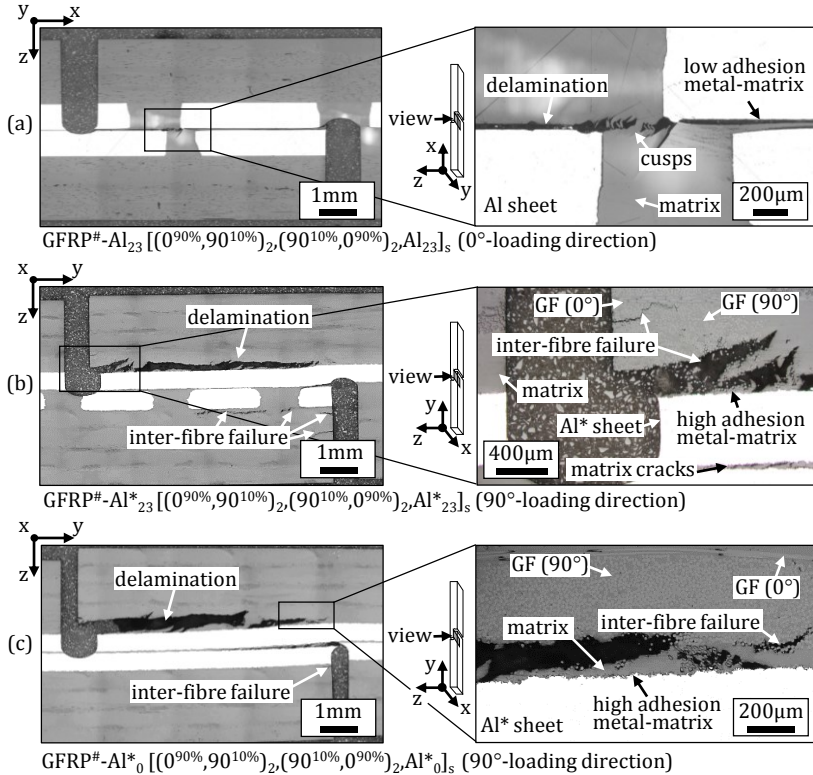 y
x
z
(a)
1mm
view
x
z
y
delamination
low adhesion
metal-matrix
cusps
matrix
Al sheet
200μm
GFRP#-Al23 [(0°90%,90°10%)2,(90°10%,0°90%)2,Al23]s (0°-loading direction)
x
y
z
(b)
delamination
inter-fibre failure
1mm
view
y
z
x
GF (0°)
GF (90°)
inter-fibre failure
matrix
Al* sheet
high adhesion
metal-matrix
400μm
matrix cracks
GFRP#-Al*23 [(0°90%,90°10%)2,(90°10%,0°90%)2,Al*23]s (90°-loading direction)
x
y
z
(c)
delamination
inter-fibre failure
1mm
view
y
z
x
GF (90°)
GF (0°)
matrix
inter-fibre failure
high adhesion
metal-matrix
Al* sheet
200μm
GFRP#-Al*0 [(0°90%,90°10%)2,(90°10%,0°90%)2,Al*0]s (90°-loading direction)